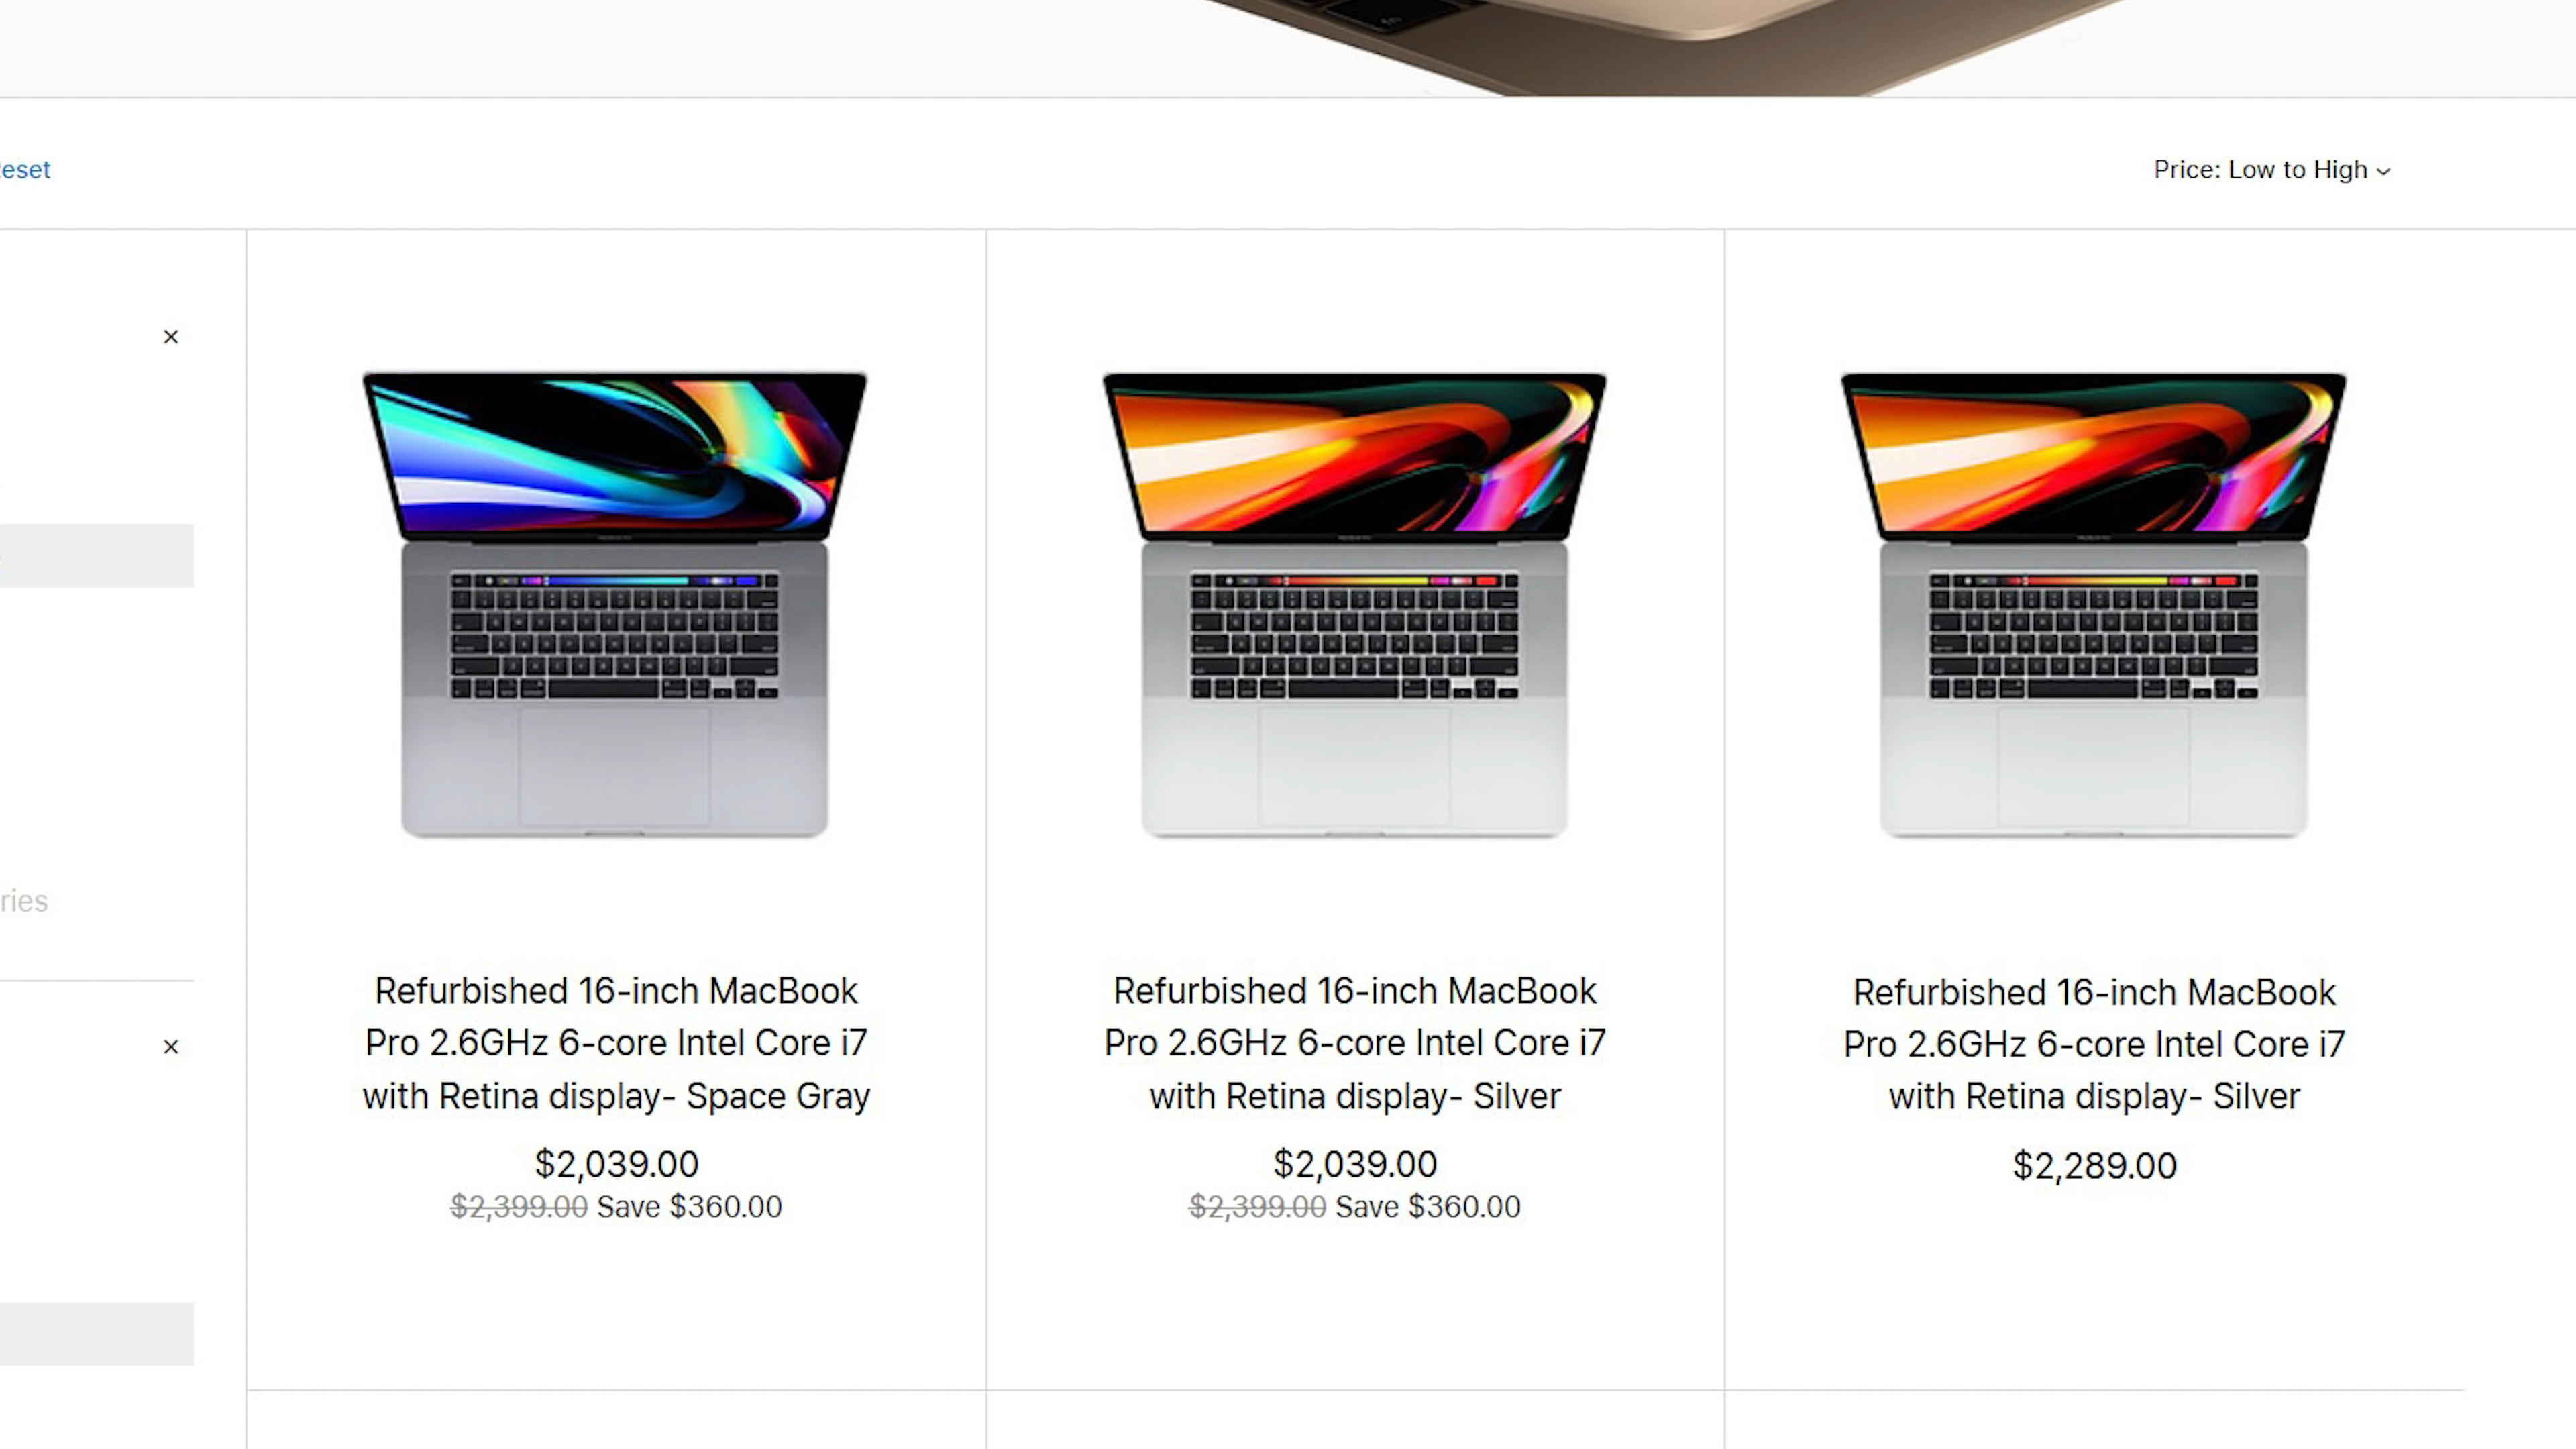 eset
Price: Low to High
ries
Refurbished 16-inch MacBook
Pro 2.6GHz 6-core Intel Core i7
with Retina display- Space Gray
$2,039.00
$2,399.00 Save $360.00
Refurbished 16-inch MacBook
Pro 2.6GHz 6-core Intel Core i7
with Retina display- Silver
$2,039.00
$2,399.00 Save $360.00
Refurbished 16-inch MacBook
Pro 2.6GHz 6-core Intel Core i7
with Retina display- Silver
$2,289.00